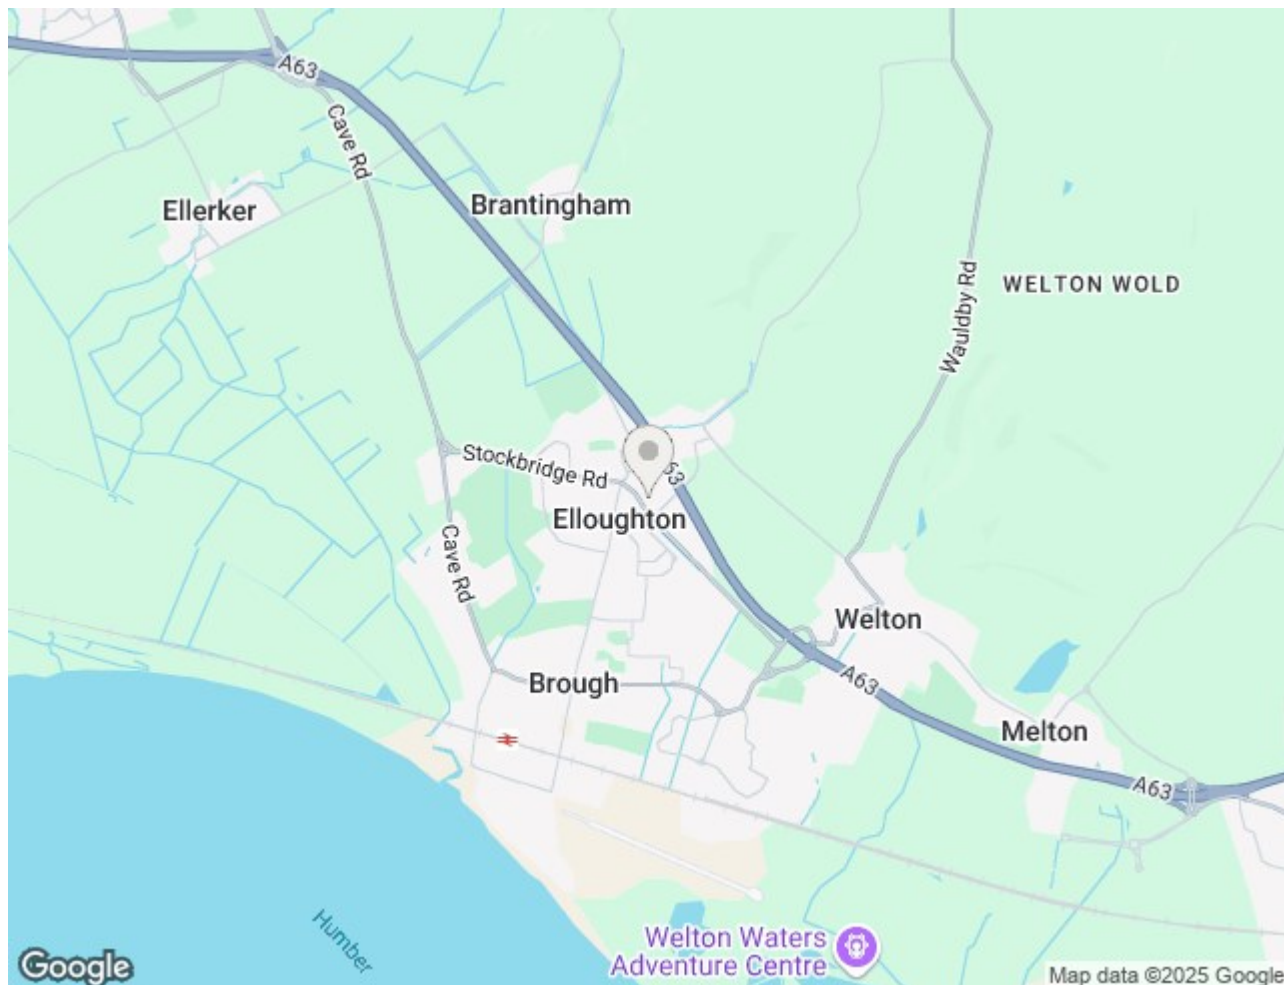 A63
Cave Rd
Ellerker
Brantingham
WELTON WOLD
Wauldby Rd
Stockbridge Rd
63
Elloughton
Cave Rd
Welton
A63
Brough
Melton
A63
Humber
Welton Waters
Adventure Centre
Google
Map data ©2025 Google